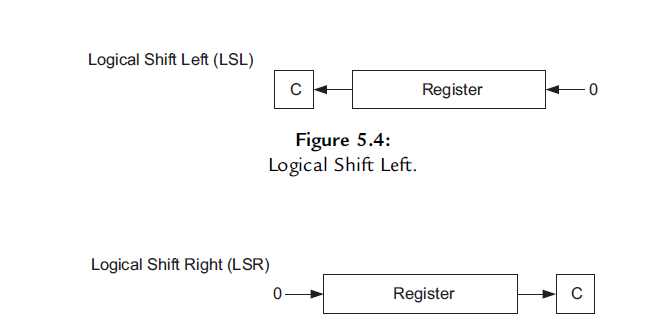 Logical Shift Left (LSL)
C Register 0
Figure 5.4:
Logical Shift Left.
Logical Shift Right (LSR)
0 Register C